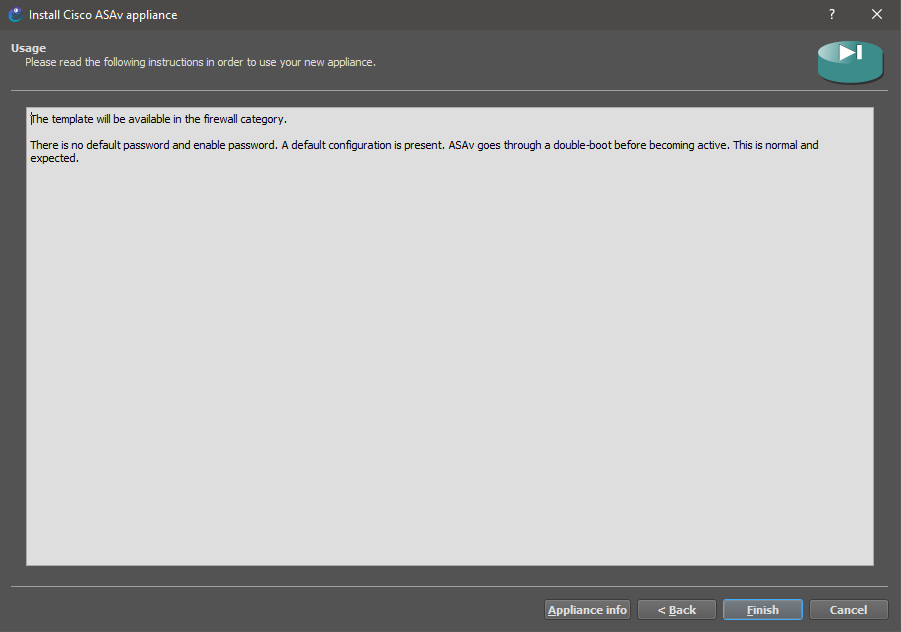 Install Cisco ASAv appliance
?
Usage
Please read the following instructions in order to use your new appliance.
The template will be available in the firewall category.
There is no default password and enable password. A default configuration is present. ASAv goes through a double-boot before becoming active. This is normal and
expected.
Appliance info
< Back
Finish
Cancel